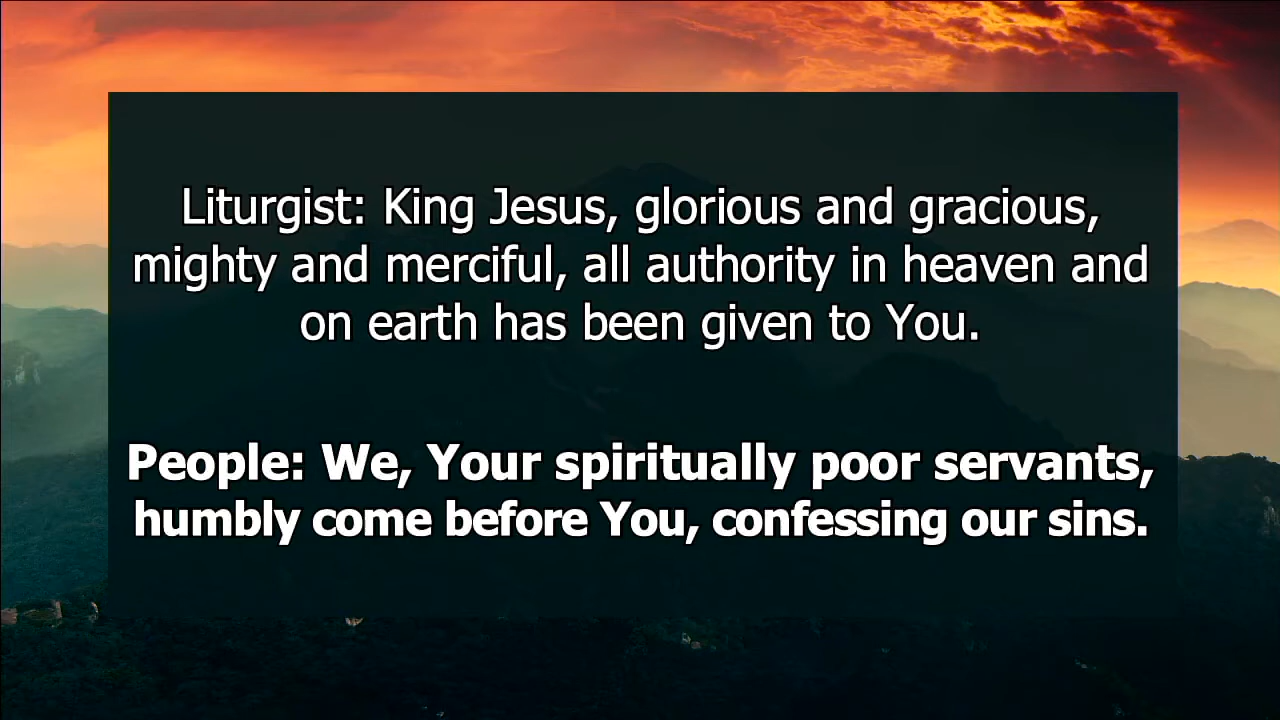 Liturgist: King Jesus, glorious and gracious,
mighty and merciful, all authority in heaven and
on earth has been given to You.
People: We, Your spiritually poor servants,
humbly come before You, confessing our sins.